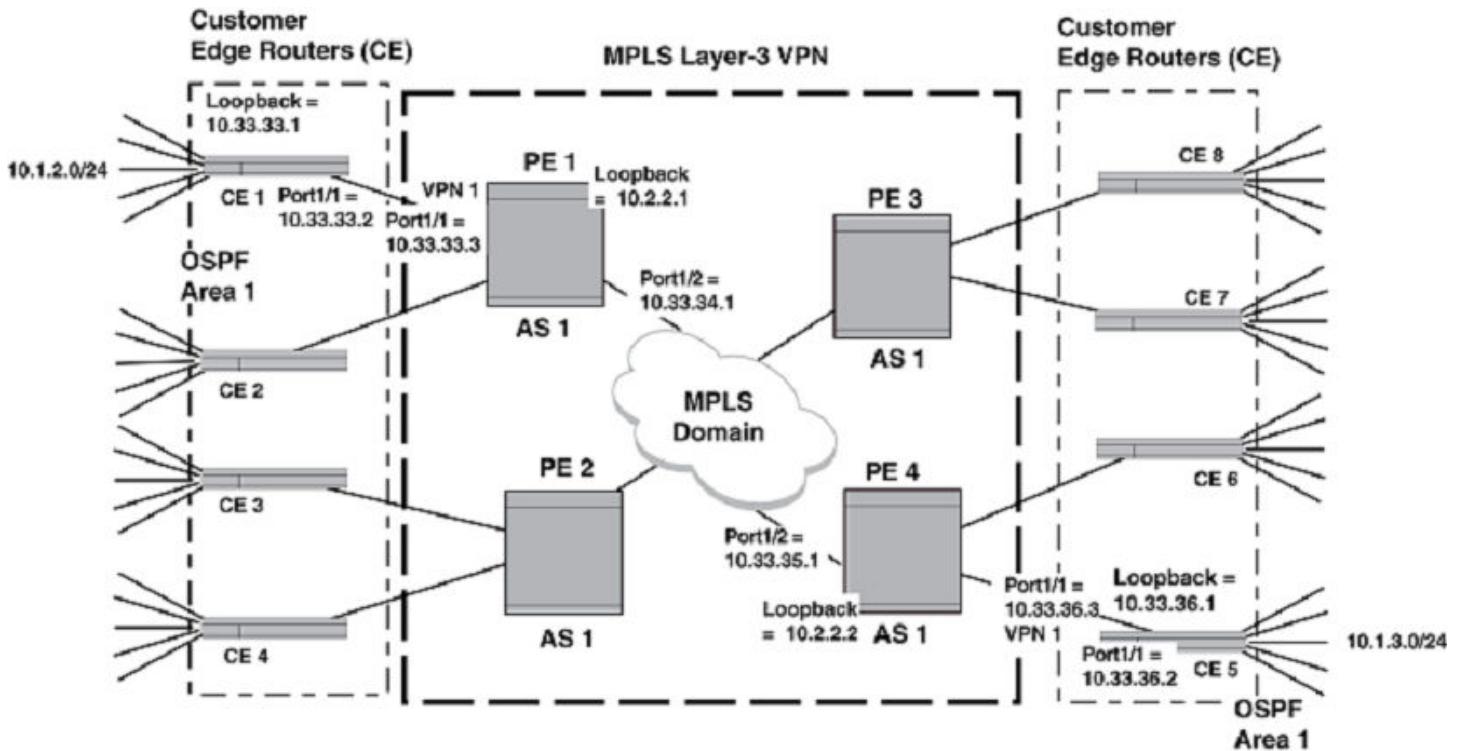 Customer
Edge Routers (CE)
MPLS Layer-3 VPN
Customer
Edge Routers (CE)
Loopback =
10.33.33.1
10.1.2.0/24
CE 1
Port1/1 =
10.33.33.2
VPN 1
Port1/1 =
10.33.33.3
PE 1
Loopback
= 10.2.2.1
AS 1
Port1/2 =
10.33.34.1
OSPF
Area 1
CE 2
CE 3
CE 4
PE 2
AS 1
MPLS
Domain
PE 3
AS 1
CE 8
CE 7
CE 6
PE 4
Port1/2 =
10.33.35.1
Loopback
= 10.2.2.2
AS 1
Port1/1 =
10.33.36.3
VPN 1
Loopback =
10.33.36.1
Port1/1 =
10.33.36.2
CE 5
10.1.3.0/24
OSPF
Area 1